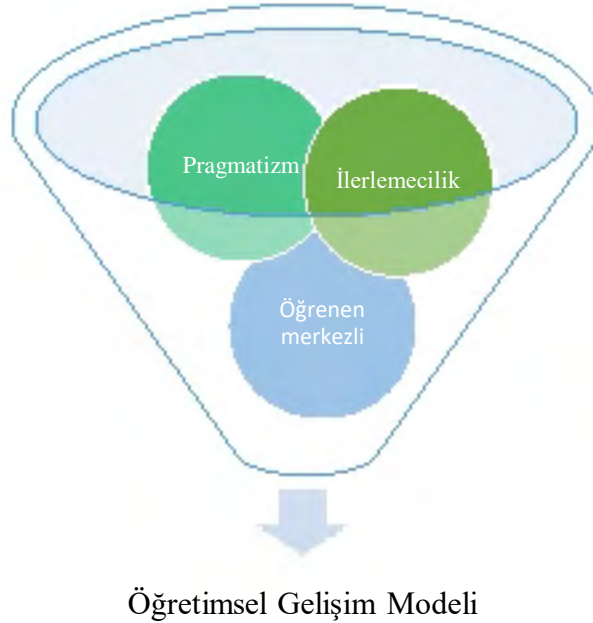 Pragmatizm
İlerlemecilik
Öğrenen
merkezli
Öğretimsel Gelişim Modeli